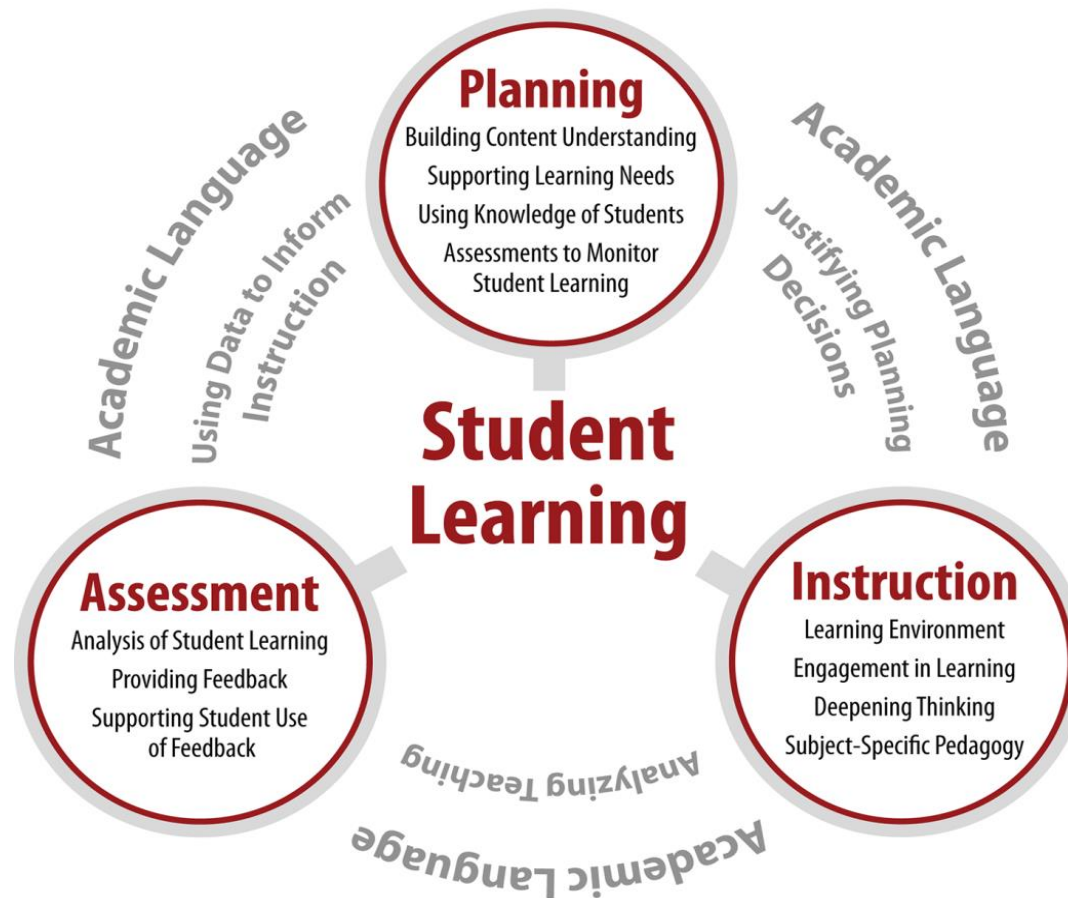 Planning
Building Content Understanding
Supporting Learning Needs
Using Knowledge of Students
Assessments to Monitor
Student Learning
Academic Language
Using Data to Inform
Instruction
Academic Language
Justifying Planning
Decisions
Student
Learning
Assessment
Analysis of Student Learning
Providing Feedback
Supporting Student Use
of Feedback
Instruction
Learning Environment
Engagement in Learning
Deepening Thinking
Subject-Specific Pedagogy
Analyzing Teaching
Academic Language